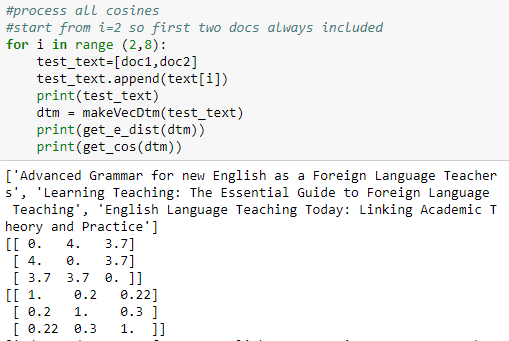 #process all cosines
#start from i=2 so first two docs always included
for i in range (2,8):
    test_text=[doc1,doc2]
    test_text.append(text[i])
    print(test_text)
    dtm = makeVecDtm(test_text)
    print(get_e_dist(dtm))
    print(get_cos(dtm))
['Advanced Grammar for new English as a Foreign Language Teacher
s', 'Learning Teaching: The Essential Guide to Foreign Language
 Teaching', 'English Language Teaching Today: Linking Academic T
heory and Practice']
[[ 0.   4.   3.7]
 [ 4.   0.   3.7]
 [ 3.7  3.7  0. ]]
[[ 1.    0.2   0.22]
 [ 0.2   1.    0.3 ]
 [ 0.22  0.3   1.  ]]